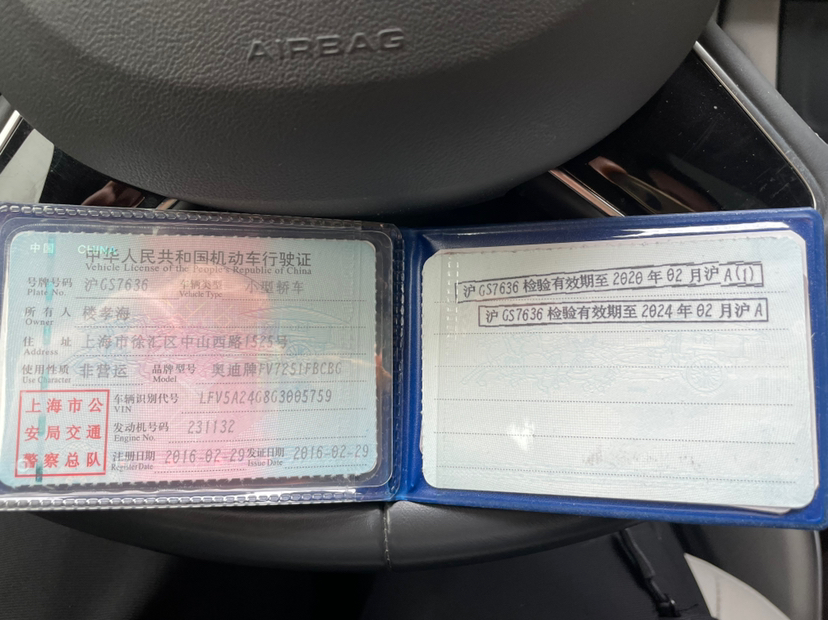 AIRBAG
中国 CHINA
中华人民共和国机动车行驶证
Vehicle License of the People's Republic of China
号牌号码 沪GS7636 车辆类型 小型轿车
Plate No. Vehicle Type
所有人 楼孝海
Owner
住 址 上海市徐汇区中山西路1525号
Address
使用性质 非营运 品牌型号 奥迪牌FV7251FBCBG
Use Character Model
上海市公
安局交通
警察总队
车辆识别代号 LFV5A24G8G3005759
VIN
发动机号码 231132
Engine No.
注册日期 2016-02-29 发证日期 2016-02-29
Register Date Issue Date
沪GS7636 检验有效期至 2020 年 02 月沪 A(1)
沪GS7636 检验有效期至 2024 年 02 月沪 A